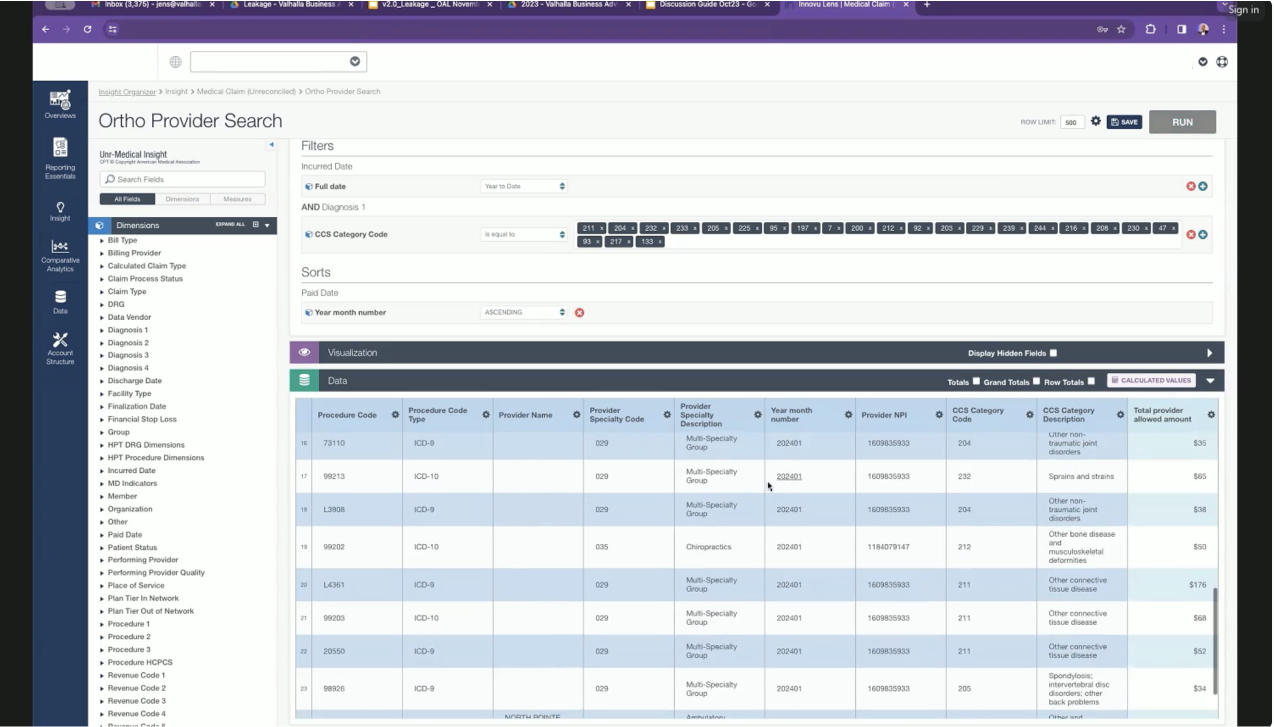 Inbox (3,375) - jens@valhalla
Leakage - Valhalla Business A
v2.0_Leakage _ OAL Novemb
2023 - Valhalla Business Adv
Discussion Guide Oct23 - Go
Innovu Lens | Medical Claim (
Sign in
Insight Organizer > Insight > Medical Claim (Unreconciled) > Ortho Provider Search
Ortho Provider Search
ROW LIMIT: 500
SAVE
RUN
Overviews
Reporting
Essentials
Insight
Comparative
Analytics
Data
Account
Structure
Unr-Medical Insight
CPT © Copyright American Medical Association
Search Fields
All Fields Dimensions Measures
Dimensions EXPAND ALL
Bill Type
Billing Provider
Calculated Claim Type
Claim Process Status
Claim Type
DRG
Data Vendor
Diagnosis 1
Diagnosis 2
Diagnosis 3
Diagnosis 4
Discharge Date
Facility Type
Finalization Date
Financial Stop Loss
Group
HPT DRG Dimensions
HPT Procedure Dimensions
Incurred Date
MD Indicators
Member
Organization
Other
Paid Date
Patient Status
Performing Provider
Performing Provider Quality
Place of Service
Plan Tier In Network
Plan Tier Out of Network
Procedure 1
Procedure 2
Procedure 3
Procedure HCPCS
Revenue Code 1
Revenue Code 2
Revenue Code 3
Revenue Code 4
Filters
Incurred Date
Full date Year to Date
AND Diagnosis 1
CCS Category Code is equal to
211 x 204 x 232 x 233 x 205 x 225 x 95 x 197 x 7 x 200 x 212 x 92 x 203 x 229 x 239 x 244 x 216 x 208 x 230 x 47 x
93 x 217 x 133 x
Sorts
Paid Date
Year month number ASCENDING
Visualization Display Hidden Fields
Data Totals Grand Totals Row Totals CALCULATED VALUES
Procedure Code
Procedure Code
Type
Provider Name
Provider
Specialty Code
Provider
Specialty
Description
Year month
number
Provider NPI
CCS Category
Code
CCS Category
Description
Total provider
allowed amount
16 73110 ICD-9 029 Multi-Specialty
Group 202401 1609835933 204 Other non-
traumatic joint
disorders $35
17 99213 ICD-10 029 Multi-Specialty
Group 202401 1609835933 232 Sprains and strains $65
18 L3908 ICD-9 029 Multi-Specialty
Group 202401 1609835933 204 Other non-
traumatic joint
disorders $38
19 99202 ICD-10 035 Chiropractics 202401 1184079147 212 Other bone disease
and
musculoskeletal
deformities $50
20 L4361 ICD-9 029 Multi-Specialty
Group 202401 1609835933 211 Other connective
tissue disease $176
21 99203 ICD-10 029 Multi-Specialty
Group 202401 1609835933 211 Other connective
tissue disease $68
22 20550 ICD-9 029 Multi-Specialty
Group 202401 1609835933 211 Other connective
tissue disease $52
23 98926 ICD-9 029 Multi-Specialty
Group 202401 1609835933 205 Spondylosis;
intervertebral disc
disorders; other
back problems $34
NORTH POINTE Ambulatory Other and